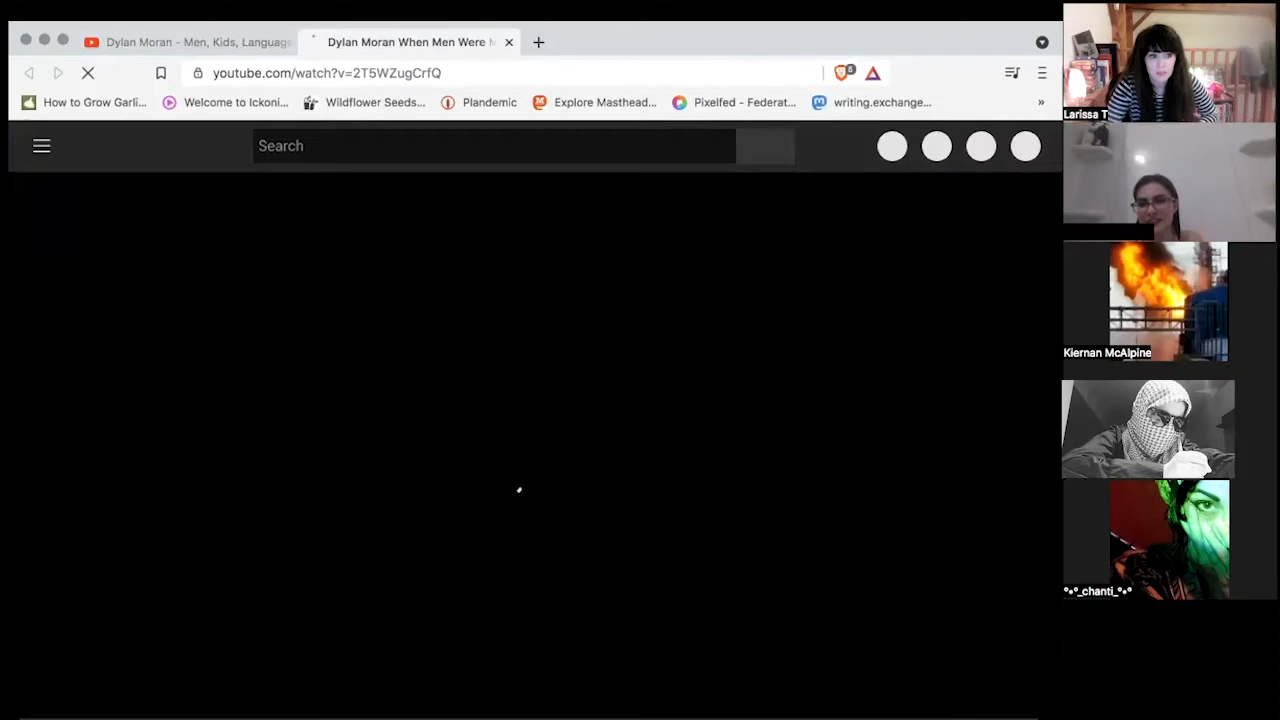 Dylan Moran - Men, Kids, Language
Dylan Moran When Men Were
youtube.com/watch?v=2T5WZugCrfQ
5
How to Grow Garli...
Welcome to Ickoni...
Wildflower Seeds...
Plandemic
Explore Masthead...
Pixelfed - Federat...
writing.exchange...
»
Search
Larissa T
Kiernan McAlpine
°•°_chanti_°•°